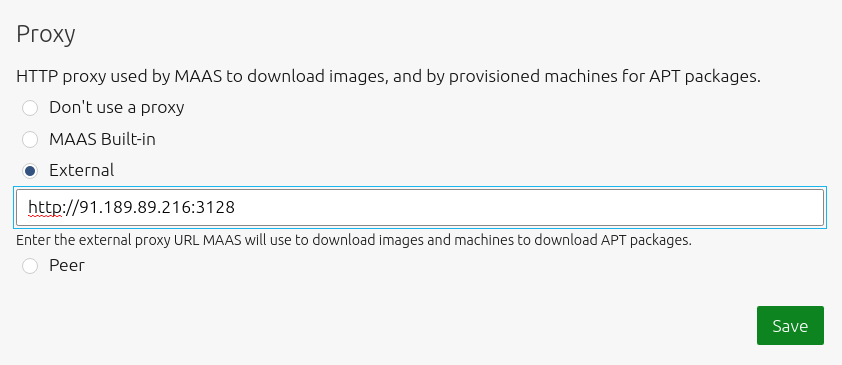 Proxy
HTTP proxy used by MAAS to download images, and by provisioned machines for APT packages.
Don't use a proxy
MAAS Built-in
External
http://91.189.89.216:3128
Enter the external proxy URL MAAS will use to download images and machines to download APT packages.
Peer
Save